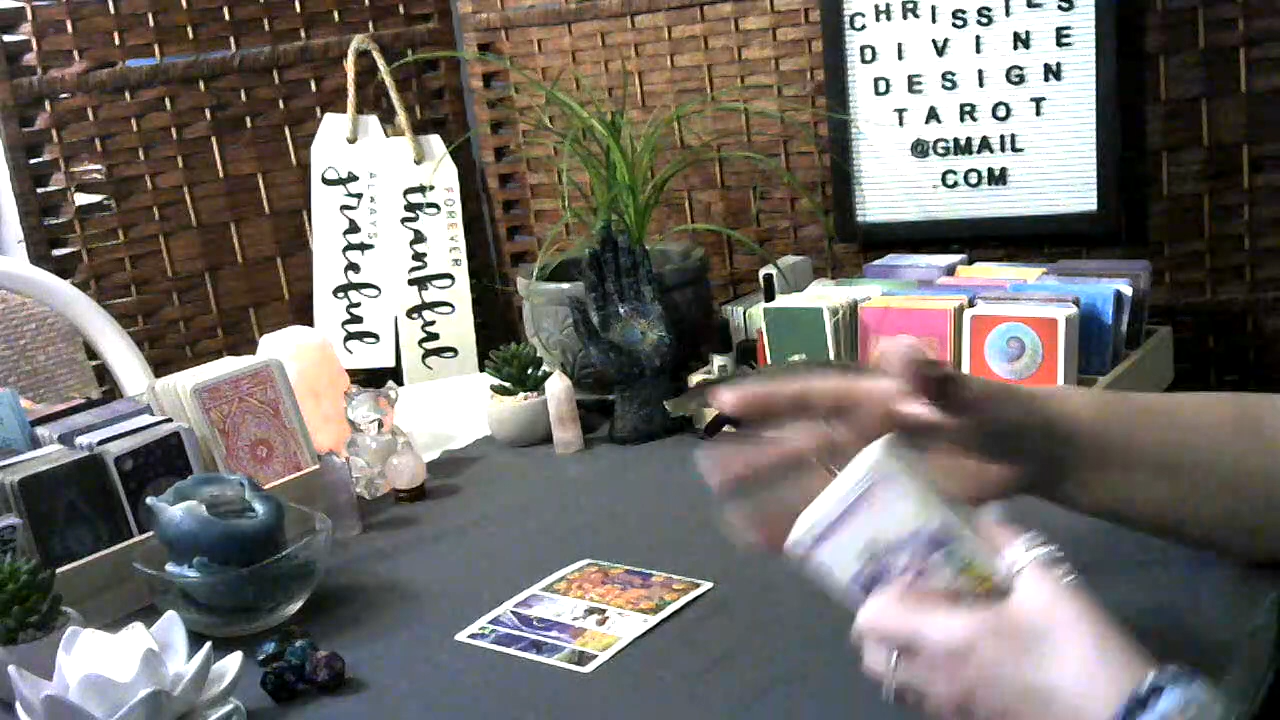 ALWAYS
grateful
FOREVER
thankful
CHRISSIES
DIVINE
DESIGN
TAROT
@GMAIL
.COM